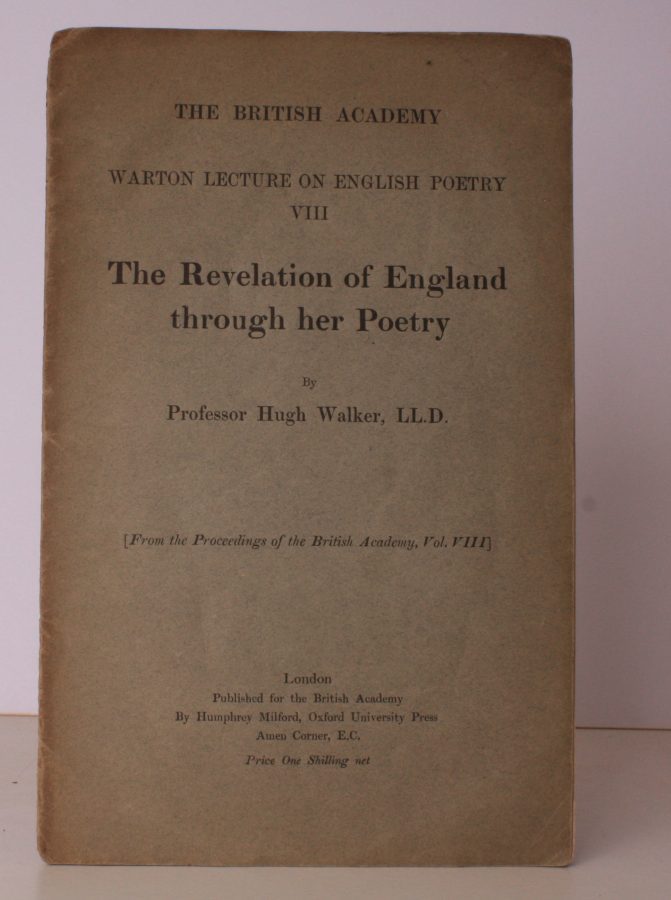 THE BRITISH ACADEMY
WARTON LECTURE ON ENGLISH POETRY
VIII
The Revelation of England
through her Poetry
By
Professor Hugh Walker, LL.D.
[From the Proceedings of the British Academy, Vol. VIII]
London
Published for the British Academy
By Humphrey Milford, Oxford University Press
Amen Corner, E.C.
Price One Shilling net